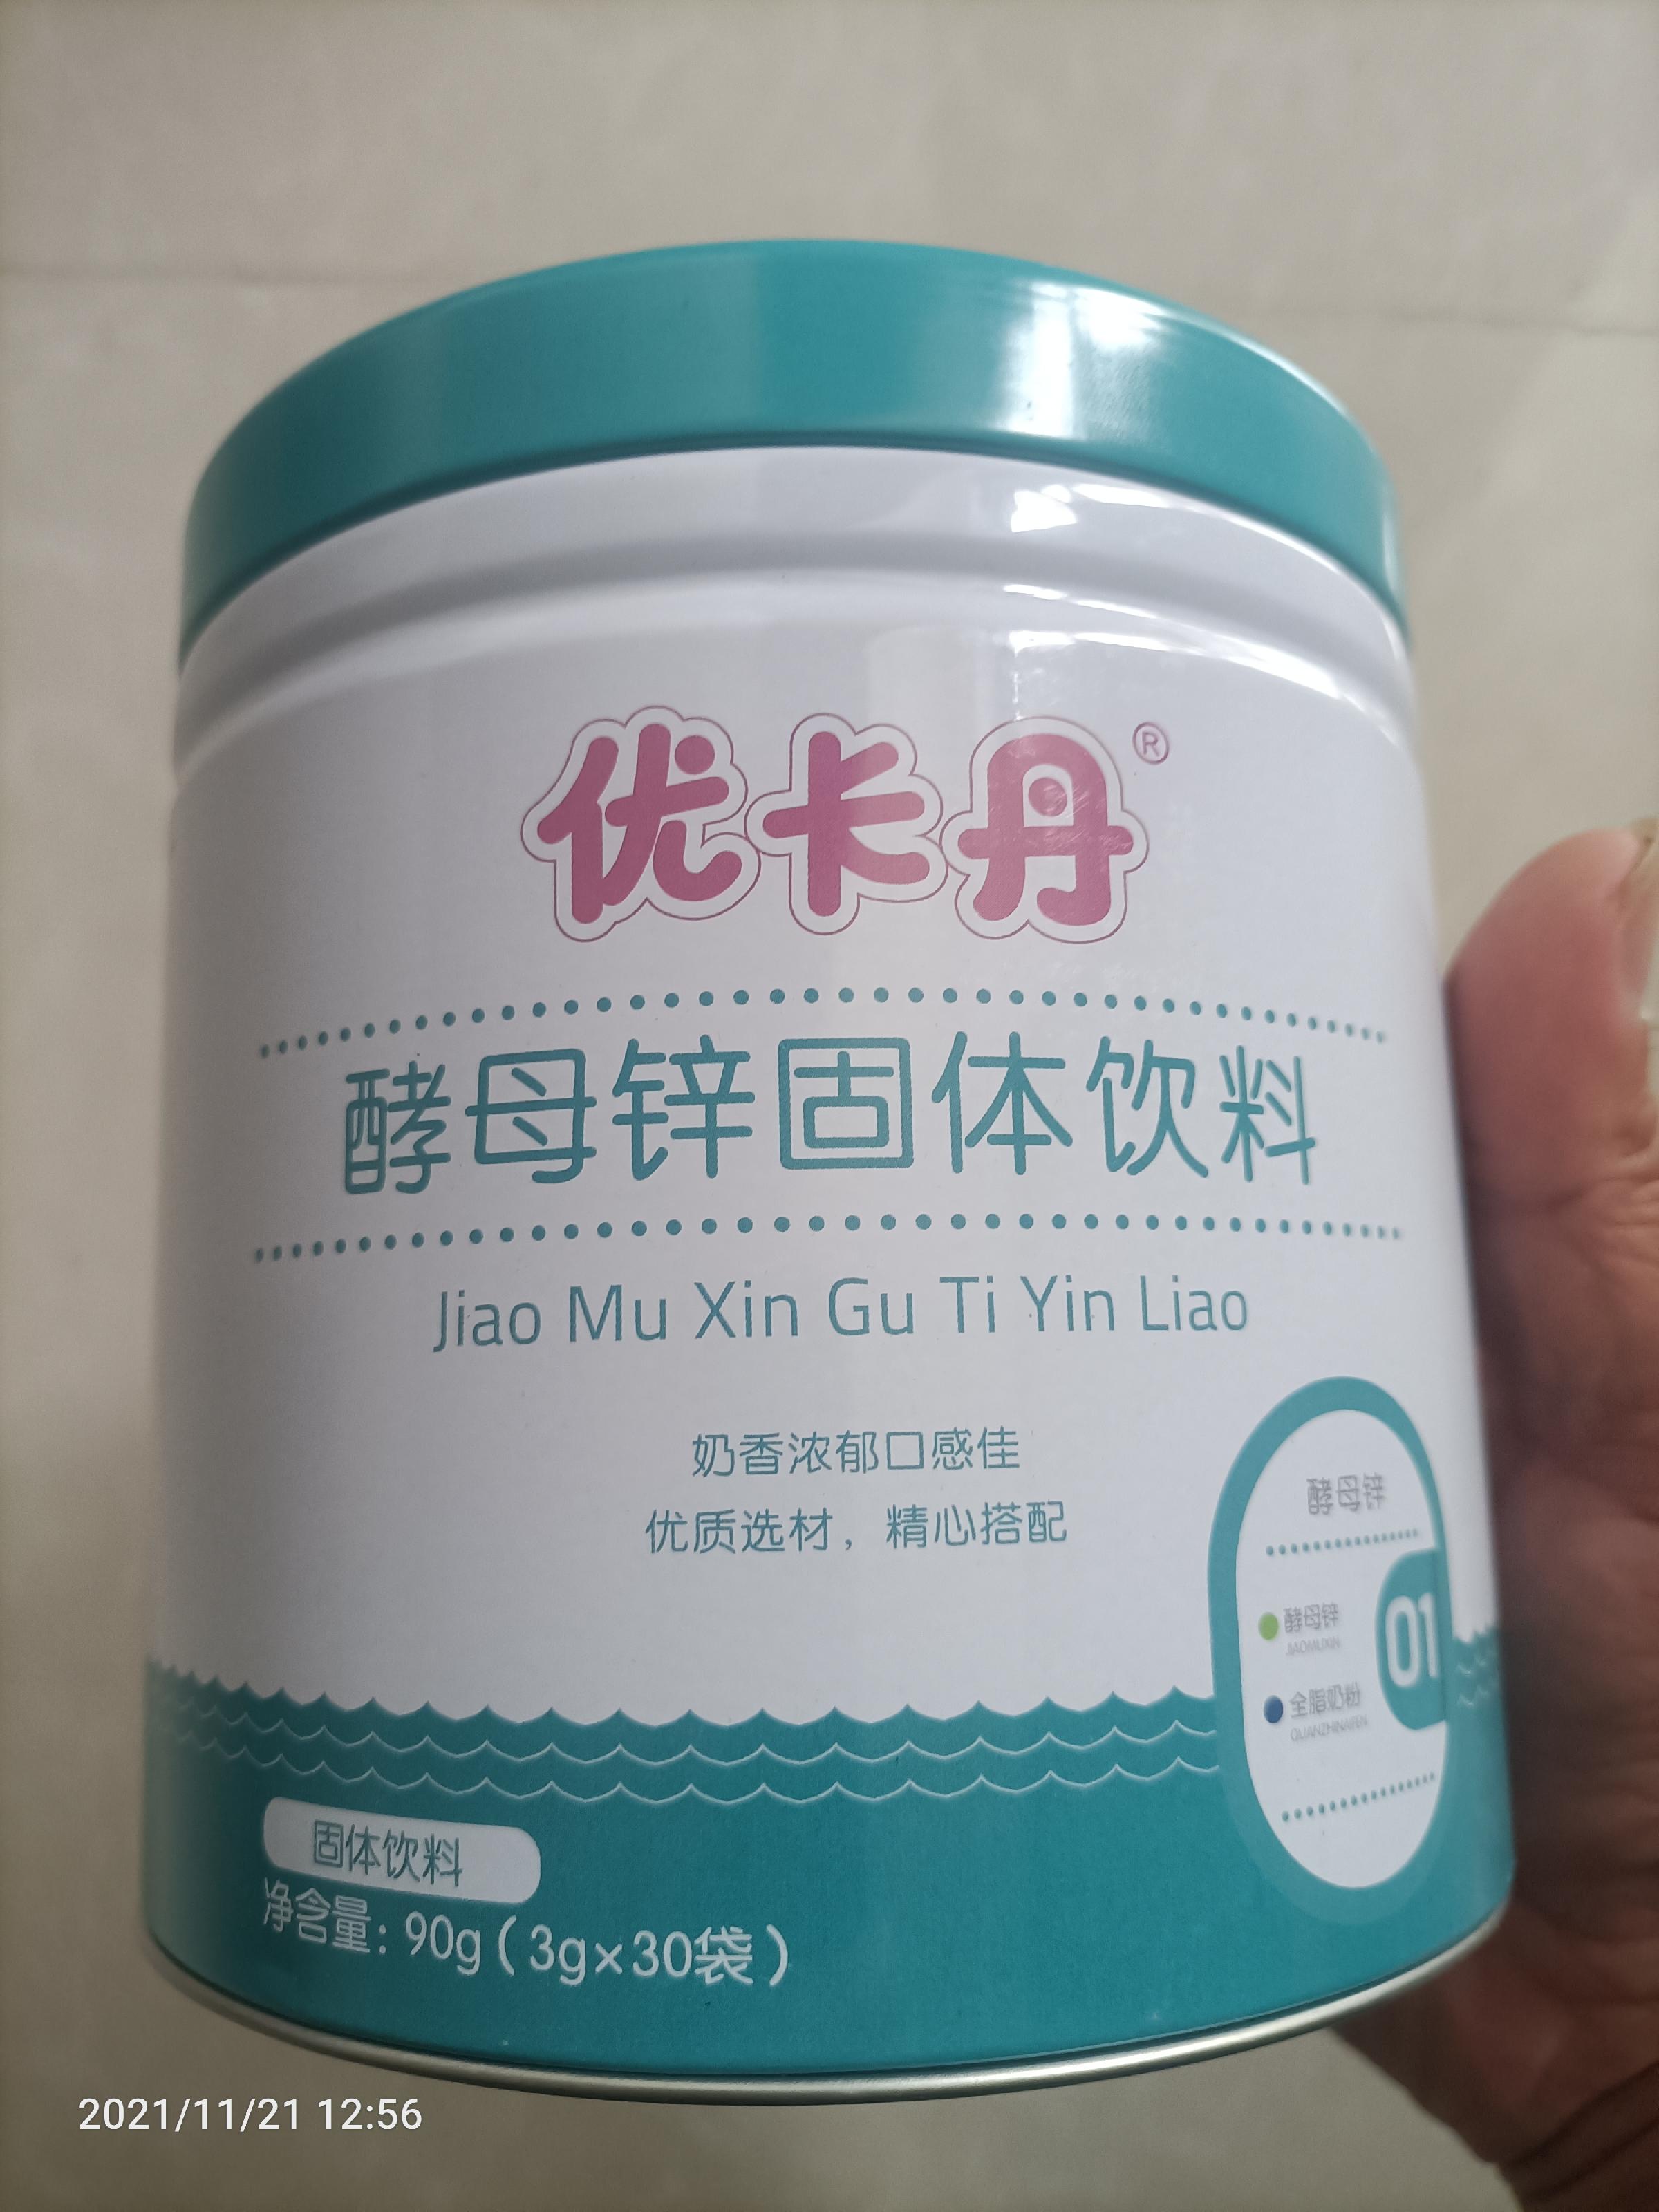 优卡丹®
酵母锌固体饮料
Jiao Mu Xin Gu Ti Yin Liao
奶香浓郁口感佳
优质选材，精心搭配
酵母锌
酵母锌
JIAOMUXIN
01
全脂奶粉
QUANZHINAIFEN
固体饮料
净含量：90g（3g×30袋）
2021/11/21 12:56